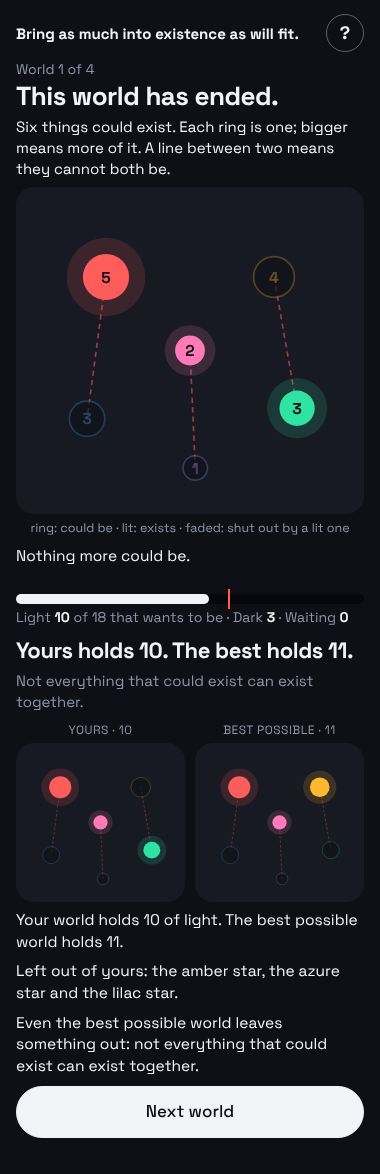 Bring as much into existence as will fit.
?
World 1 of 4
This world has ended.
Six things could exist. Each ring is one; bigger
means more of it. A line between two means
they cannot both be.
5
4
2
3
3
1
ring: could be · lit: exists · faded: shut out by a lit one
Nothing more could be.
Light 10 of 18 that wants to be · Dark 3 · Waiting 0
Yours holds 10. The best holds 11.
Not everything that could exist can exist
together.
YOURS · 10
BEST POSSIBLE · 11
Your world holds 10 of light. The best possible
world holds 11.
Left out of yours: the amber star, the azure
star and the lilac star.
Even the best possible world leaves
something out: not everything that could
exist can exist together.
Next world